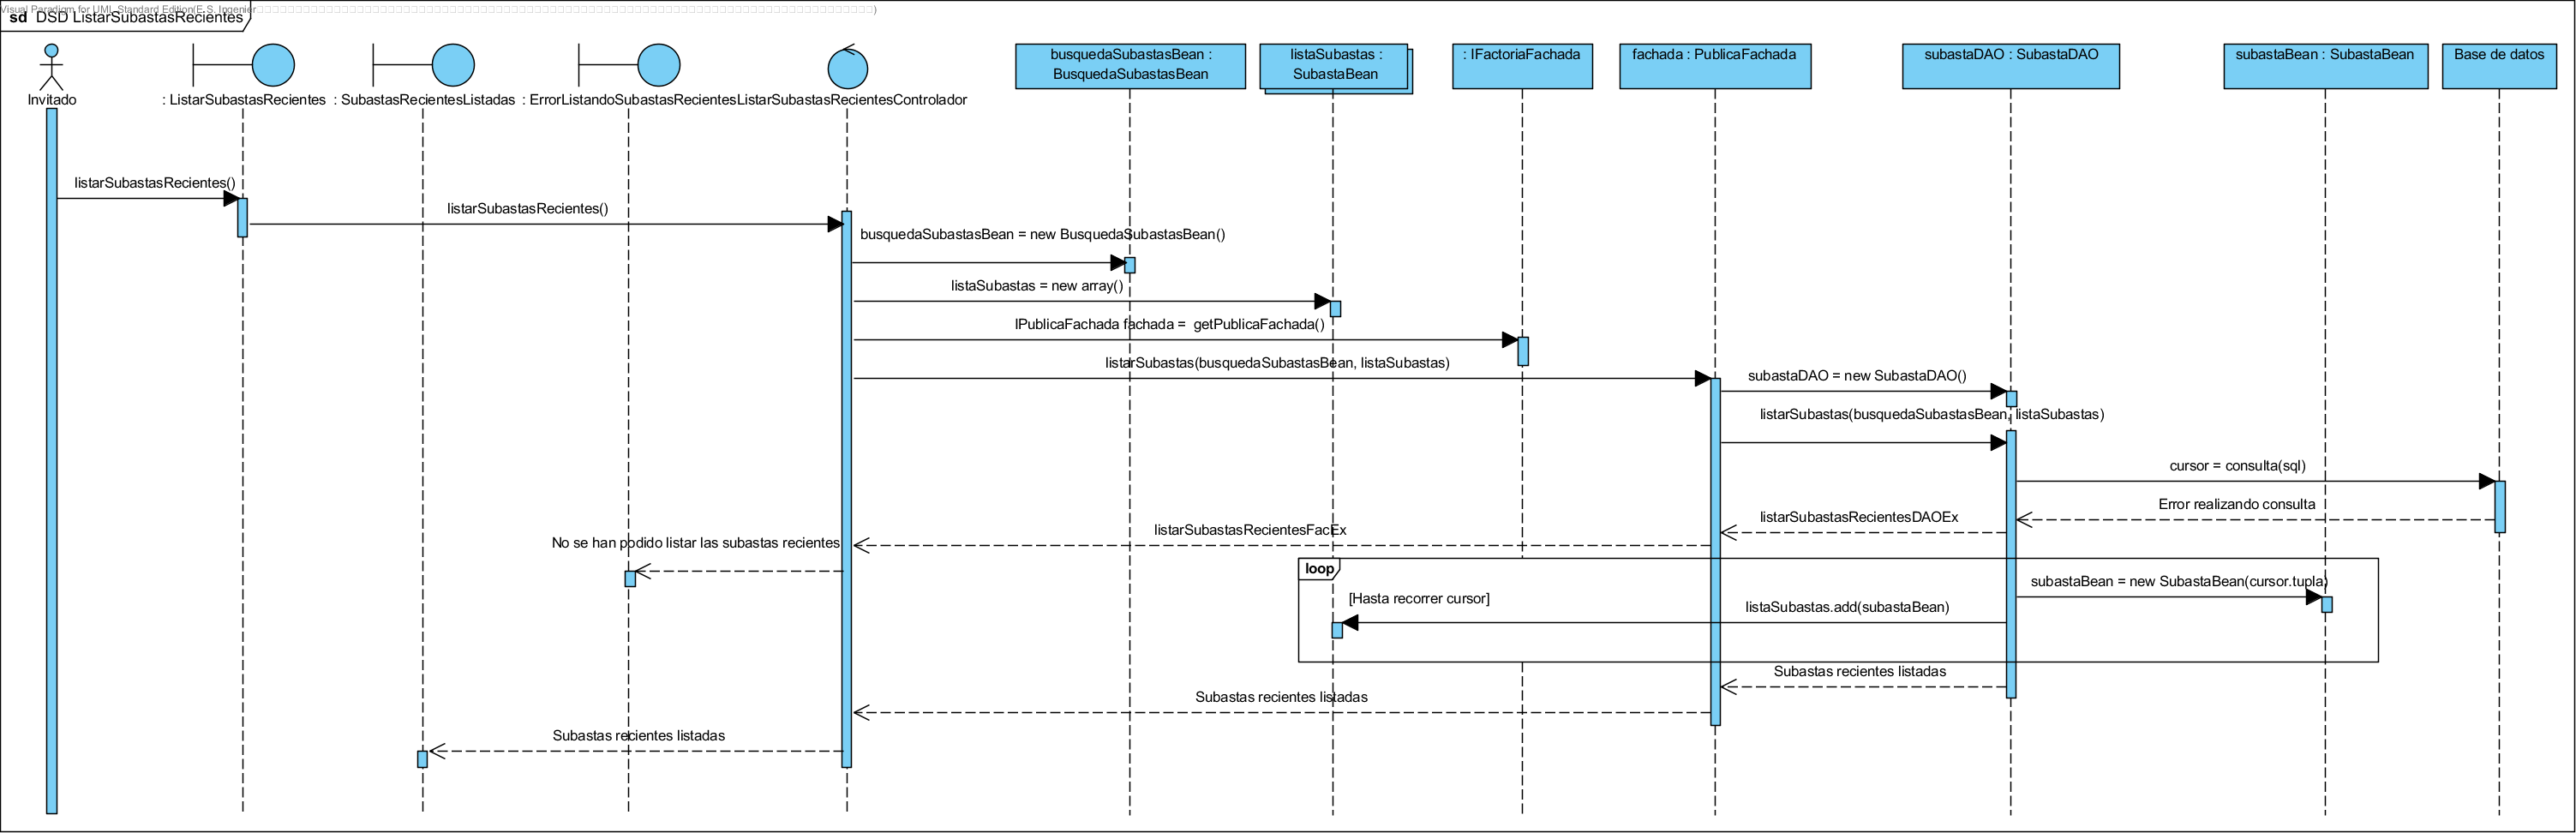 Visual Paradigm for UML Standard Edition(E.S. Ingenier
sd DSD ListarSubastasRecientes
Invitado
: ListarSubastasRecientes
: SubastasRecientesListadas
: ErrorListandoSubastasRecientes
ListarSubastasRecientesControlador
busquedaSubastasBean :
BusquedaSubastasBean
listaSubastas :
SubastaBean
: IFactoriaFachada
fachada : PublicaFachada
subastaDAO : SubastaDAO
subastaBean : SubastaBean
Base de datos
listarSubastasRecientes()
listarSubastasRecientes()
busquedaSubastasBean = new BusquedaSubastasBean()
listaSubastas = new array()
IPublicaFachada fachada = getPublicaFachada()
listarSubastas(busquedaSubastasBean, listaSubastas)
subastaDAO = new SubastaDAO()
listarSubastas(busquedaSubastasBean, listaSubastas)
cursor = consulta(sql)
Error realizando consulta
listarSubastasRecientesDAOEx
listarSubastasRecientesFacEx
No se han podido listar las subastas recientes
loop
subastaBean = new SubastaBean(cursor.tupla)
[Hasta recorrer cursor]
listaSubastas.add(subastaBean)
Subastas recientes listadas
Subastas recientes listadas
Subastas recientes listadas